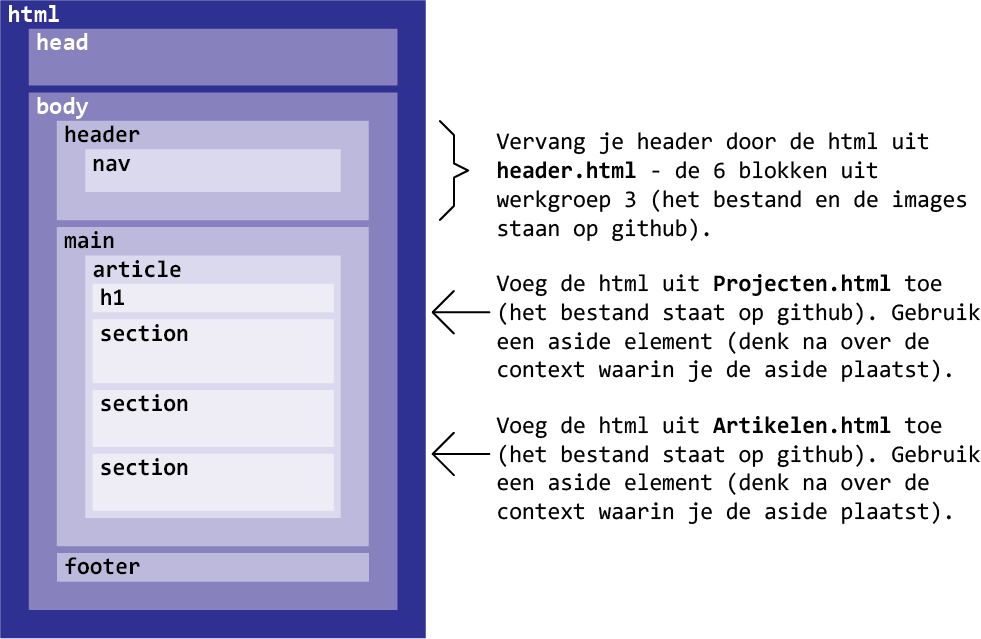 html
head
body
header
nav
main
article
h1
section
section
section
footer
Vervang je header door de html uit
header.html - de 6 blokken uit
werkgroep 3 (het bestand en de images
staan op github).
Voeg de html uit Projecten.html toe
(het bestand staat op github). Gebruik
een aside element (denk na over de
context waarin je de aside plaatst).
Voeg de html uit Artikelen.html toe
(het bestand staat op github). Gebruik
een aside element (denk na over de
context waarin je de aside plaatst).